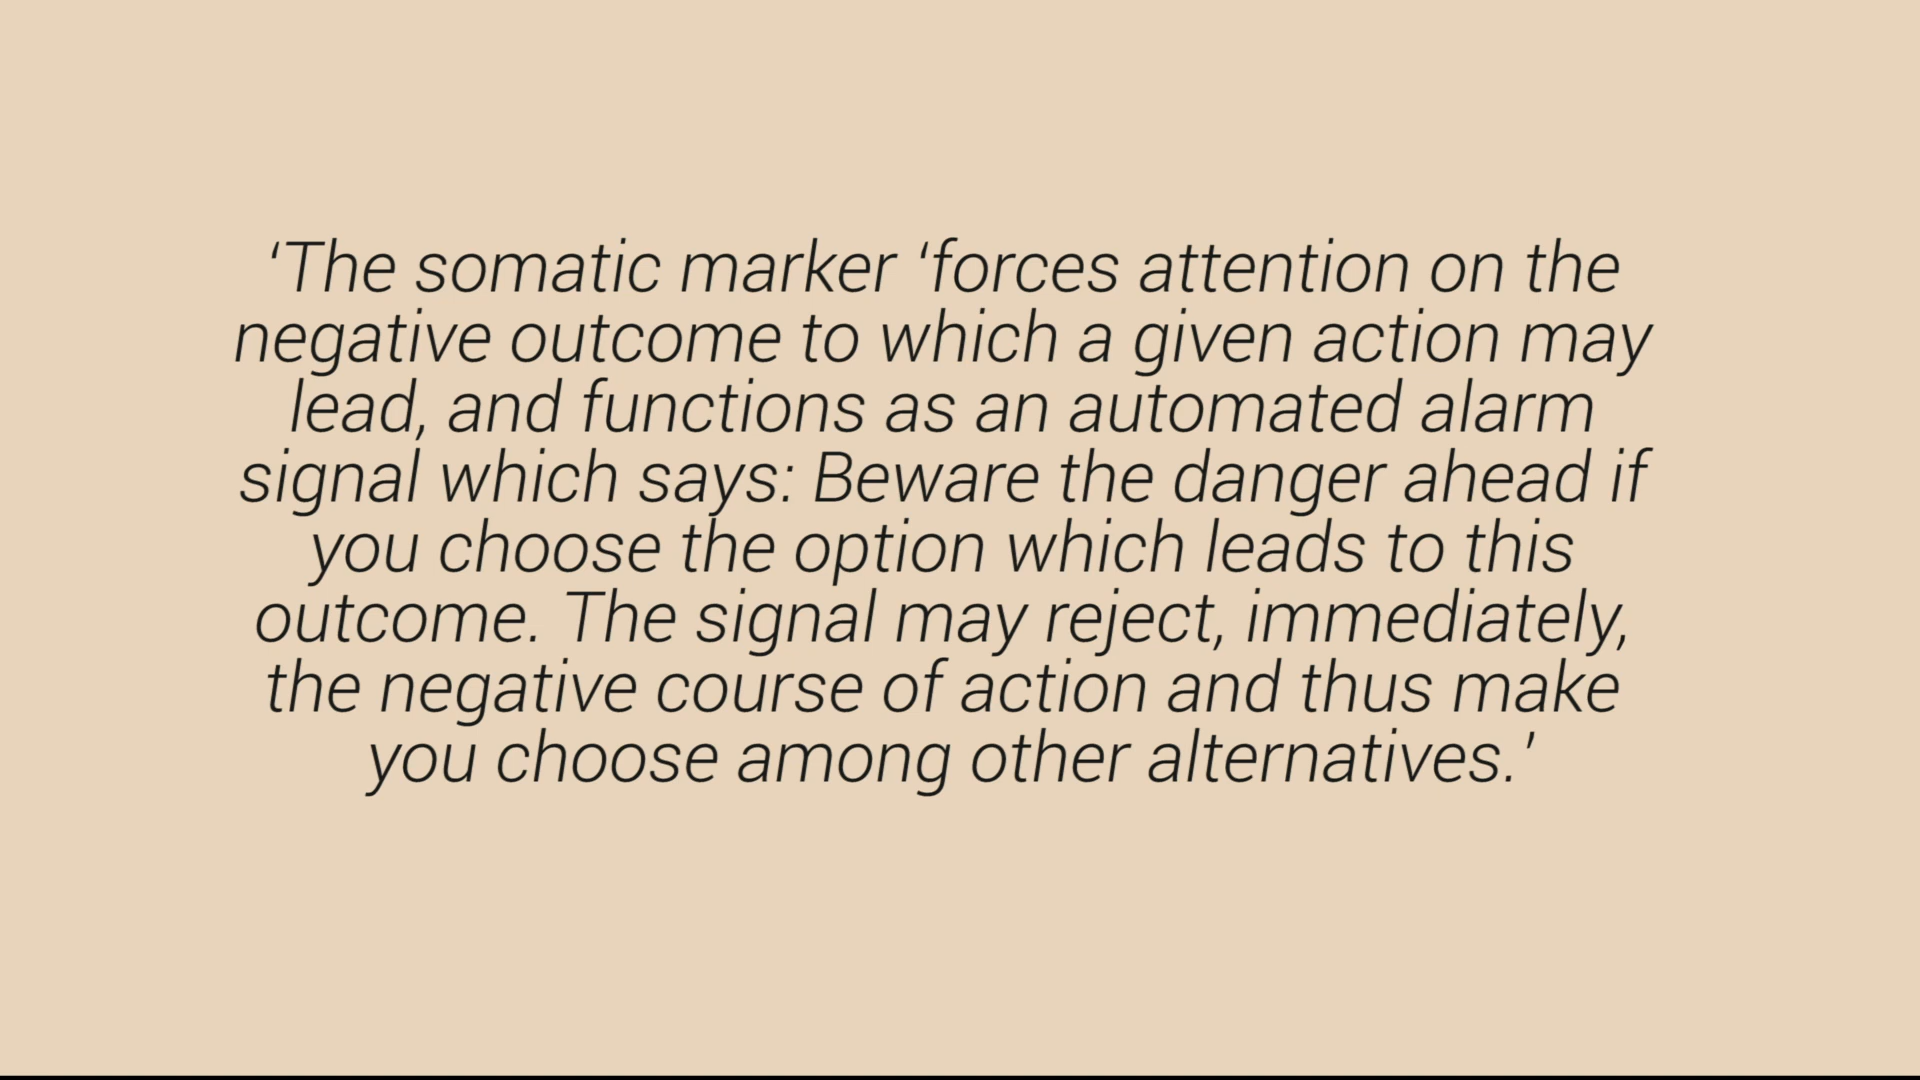 ‘The somatic marker ‘forces attention on the
negative outcome to which a given action may
lead, and functions as an automated alarm
signal which says: Beware the danger ahead if
you choose the option which leads to this
outcome. The signal may reject, immediately,
the negative course of action and thus make
you choose among other alternatives.’